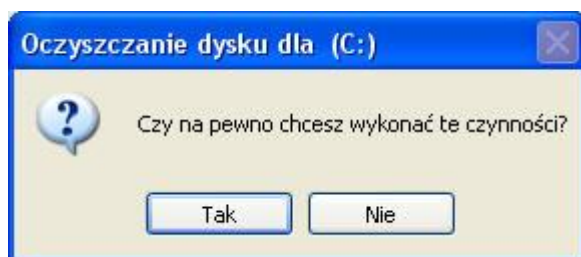 Oczyszczanie dysku dla (C:)
Czy na pewno chcesz wykonać te czynności?
Tak Nie